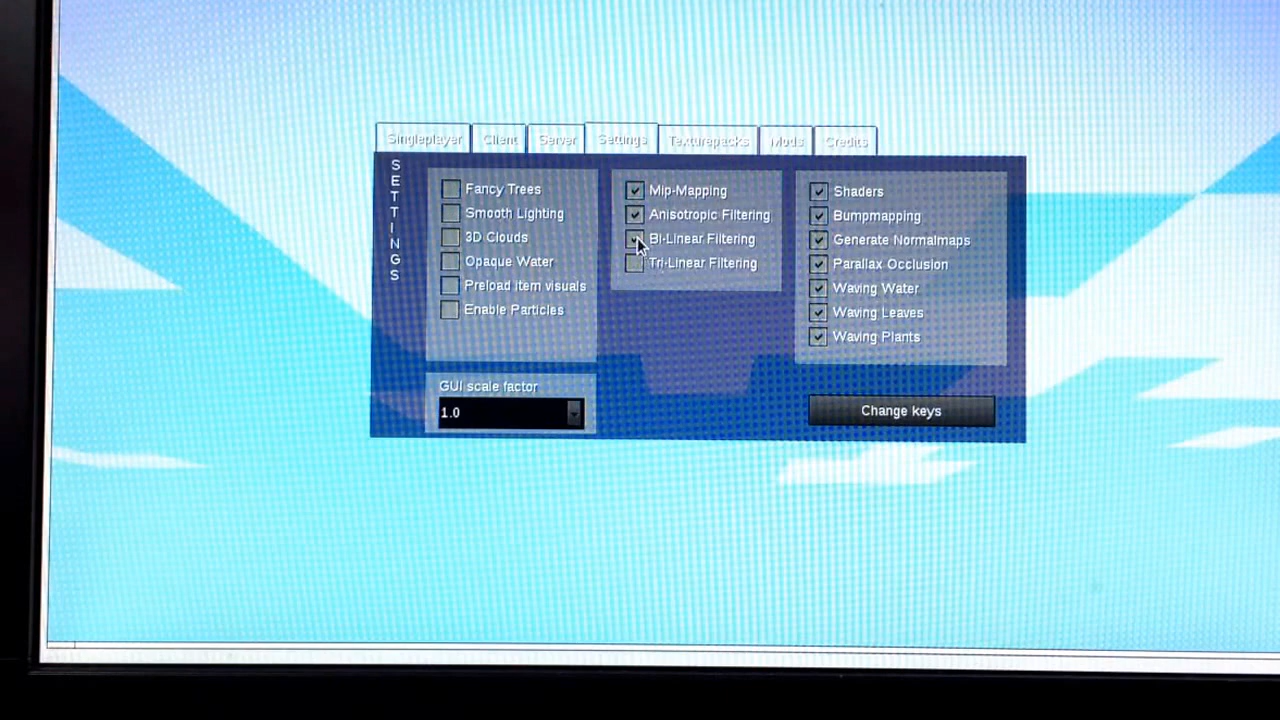 Singleplayer Client Server Settings Texturepacks Mods Credits
SETTINGS
Fancy Trees
Smooth Lighting
3D Clouds
Opaque Water
Preload item visuals
Enable Particles
GUI scale factor
1.0
Mip-Mapping
Anisotropic Filtering
Bi-Linear Filtering
Tri-Linear Filtering
Shaders
Bumpmapping
Generate Normalmaps
Parallax Occlusion
Waving Water
Waving Leaves
Waving Plants
Change keys